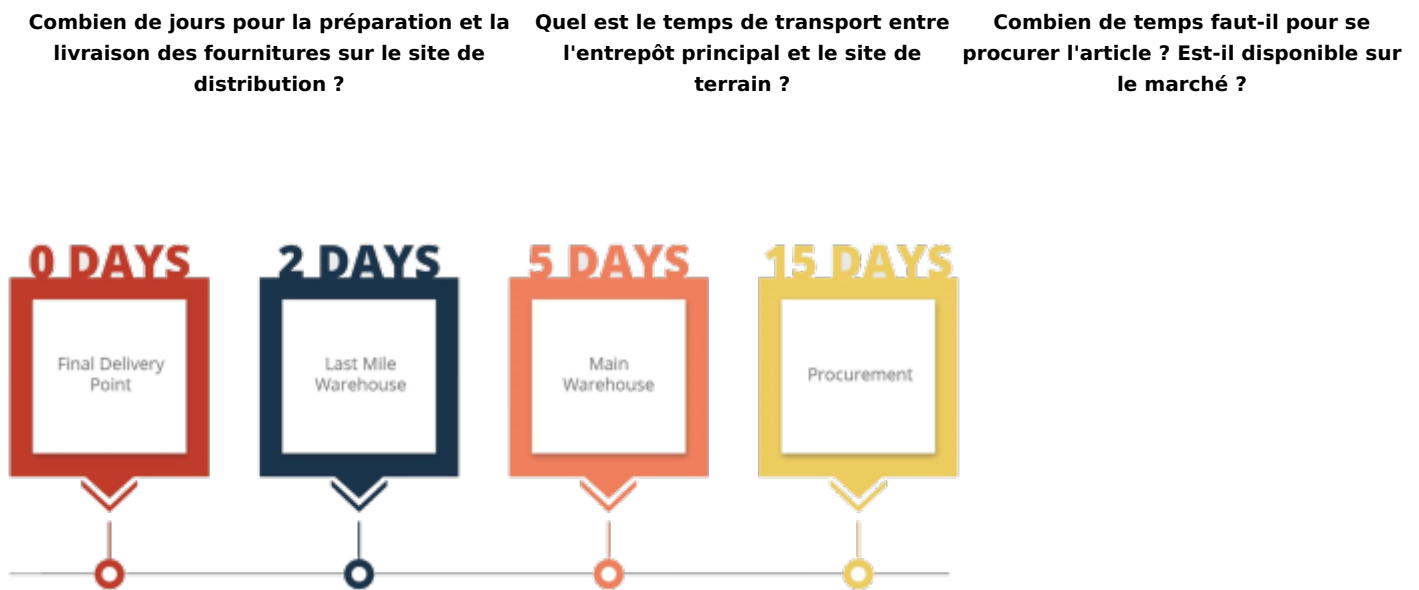 Combien de jours pour la préparation et la
livraison des fournitures sur le site de
distribution ?
Quel est le temps de transport entre
l'entrepôt principal et le site de
terrain ?
Combien de temps faut-il pour se
procurer l'article ? Est-il disponible sur
le marché ?
0 DAYS
2 DAYS
5 DAYS
15 DAYS
Final Delivery
Point
Last Mile
Warehouse
Main
Warehouse
Procurement